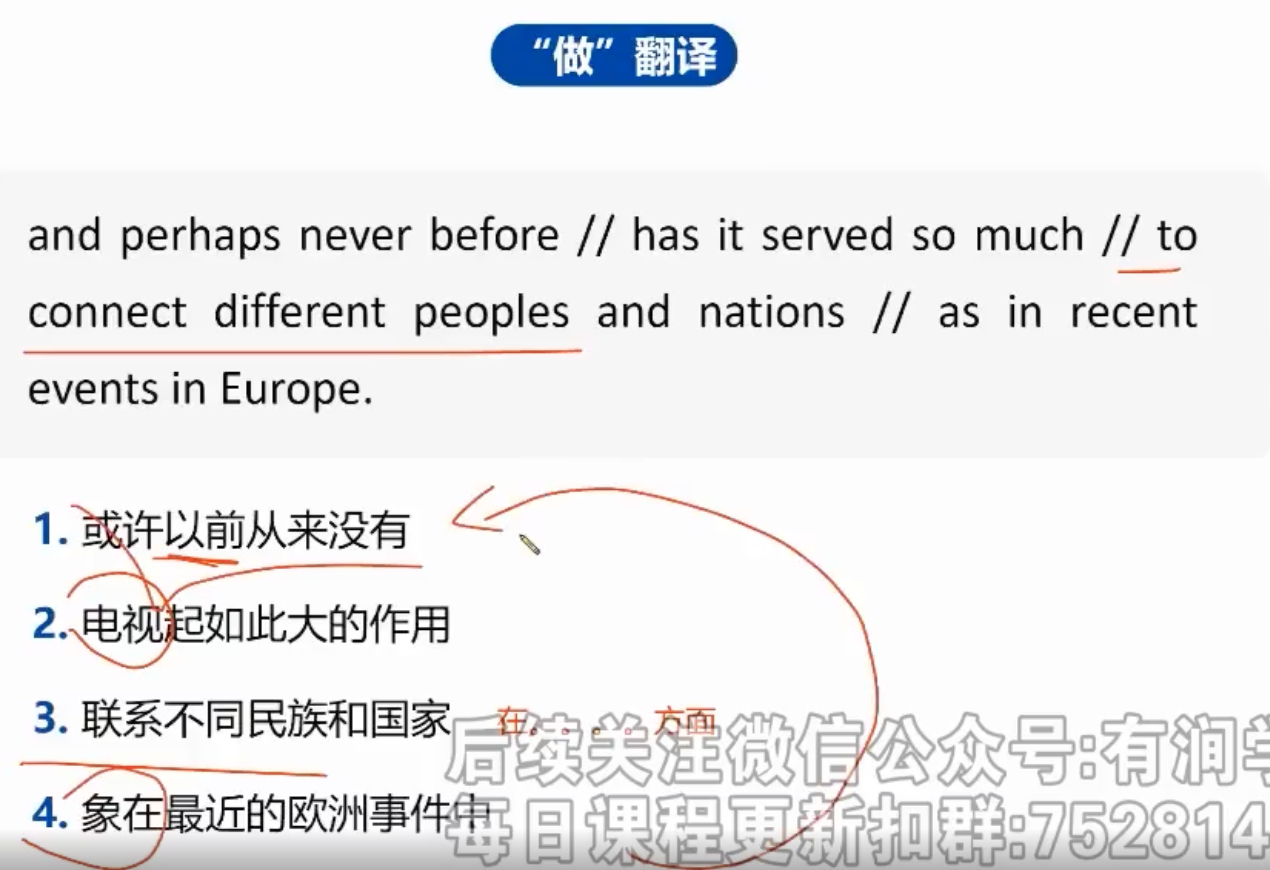 “做”翻译
and perhaps never before // has it served so much // to
connect different peoples and nations // as in recent
events in Europe.
1. 或许以前从来没有
2. 电视起如此大的作用
3. 联系不同民族和国家 在。。。。方面
4. 象在最近的欧洲事件中
后续关注微信公众号:有润学
每日课程更新扣群:752814